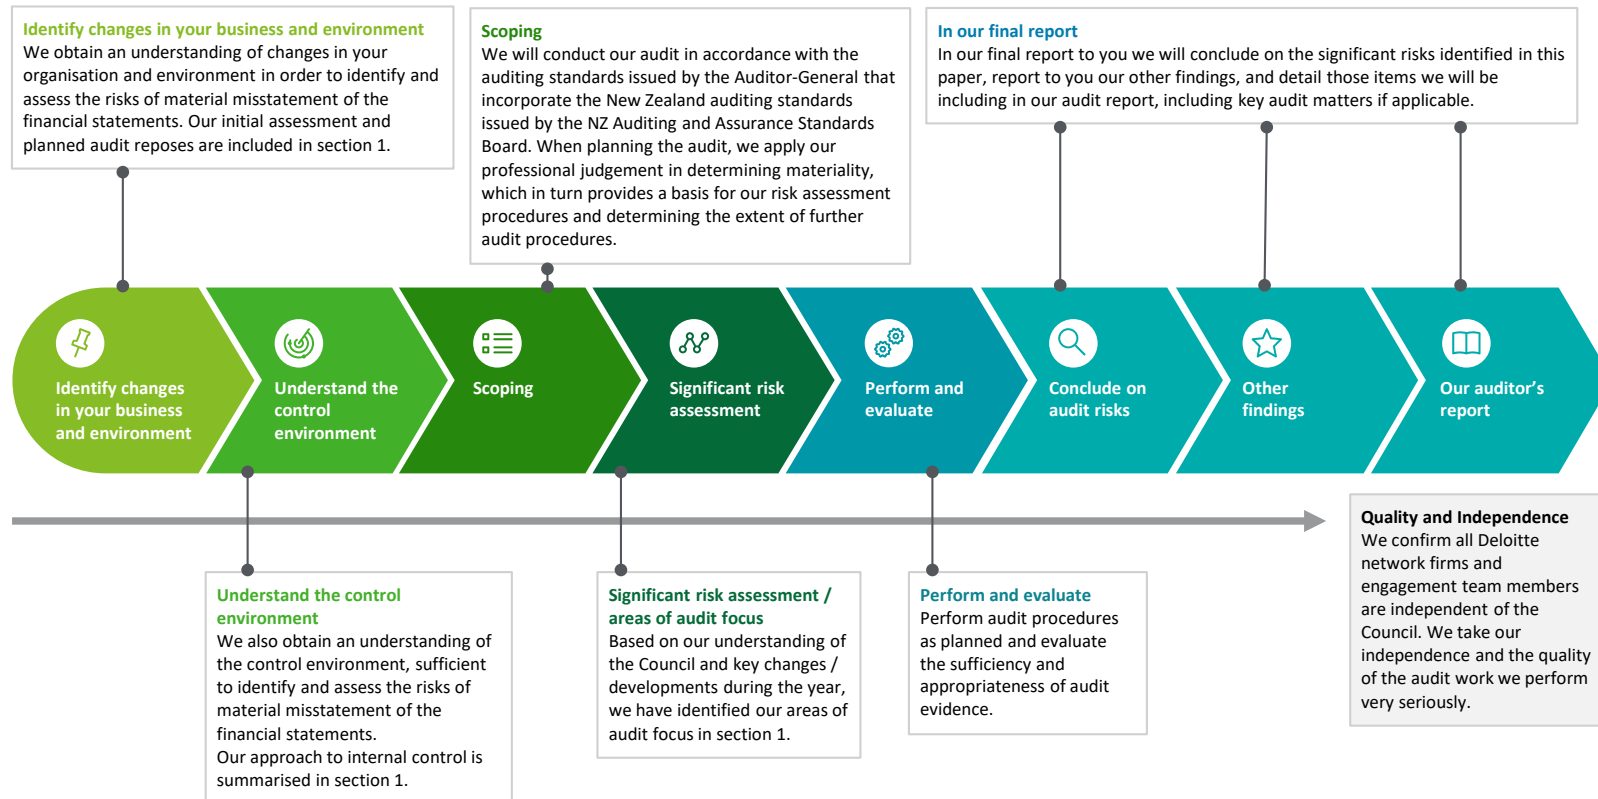 Identify changes in your business and environment
We obtain an understanding of changes in your
organisation and environment in order to identify and
assess the risks of material misstatement of the
financial statements. Our initial assessment and
planned audit reposes are included in section 1.
Scoping
We will conduct our audit in accordance with the
auditing standards issued by the Auditor-General that
incorporate the New Zealand auditing standards
issued by the NZ Auditing and Assurance Standards
Board. When planning the audit, we apply our
professional judgement in determining materiality,
which in turn provides a basis for our risk assessment
procedures and determining the extent of further
audit procedures.
In our final report
In our final report to you we will conclude on the significant risks identified in this
paper, report to you our other findings, and detail those items we will be
including in our audit report, including key audit matters if applicable.
Identify changes
in your business
and environment
Understand the
control
environment
Scoping
Significant risk
assessment
Perform and
evaluate
Conclude on
audit risks
Other
findings
Our auditor's
report
Understand the control
environment
We also obtain an understanding of
the control environment, sufficient
to identify and assess the risks of
material misstatement of the
financial statements.
Our approach to internal control is
summarised in section 1.
Significant risk assessment /
areas of audit focus
Based on our understanding of
the Council and key changes /
developments during the year,
we have identified our areas of
audit focus in section 1.
Perform and evaluate
Perform audit procedures
as planned and evaluate
the sufficiency and
appropriateness of audit
evidence.
Quality and Independence
We confirm all Deloitte
network firms and
engagement team members
are independent of the
Council. We take our
independence and the quality
of the audit work we perform
very seriously.